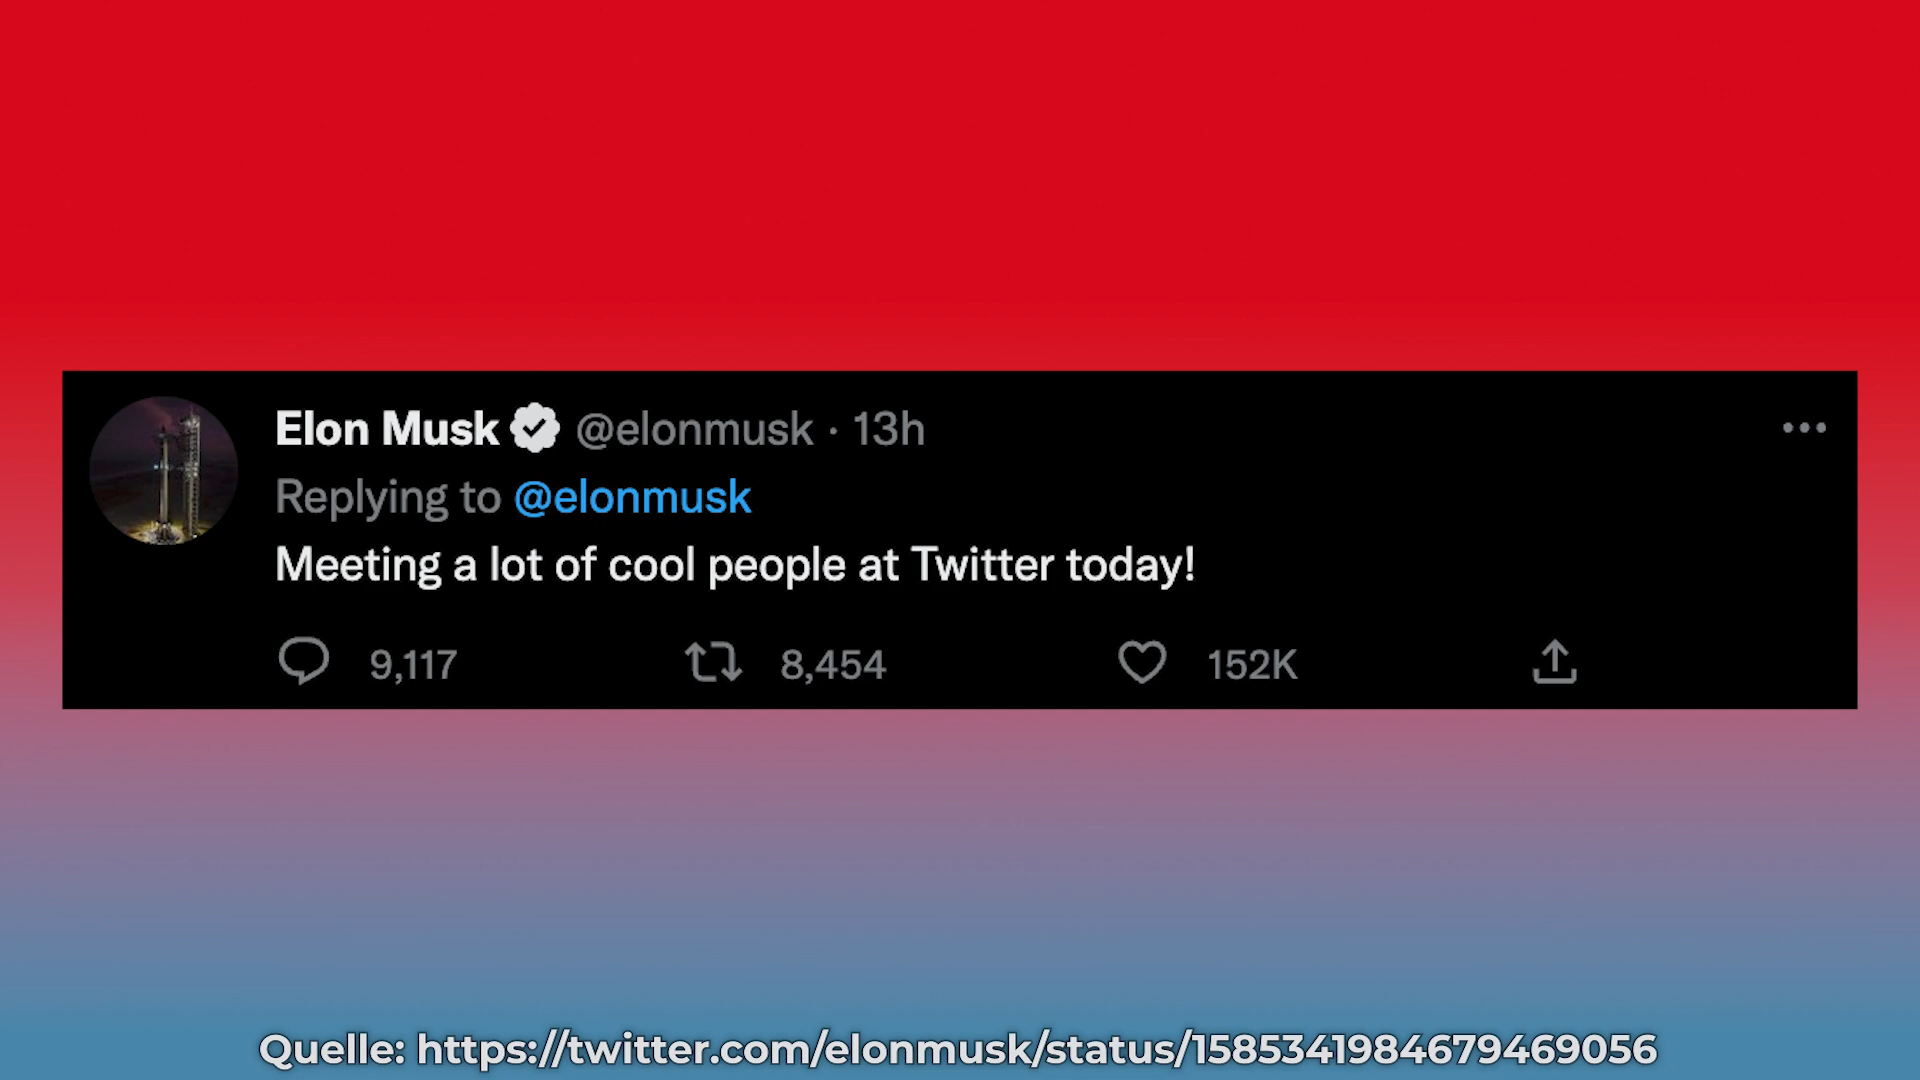 Elon Musk @elonmusk · 13h
Replying to @elonmusk
Meeting a lot of cool people at Twitter today!
9,117 8,454 152K
Quelle: https://twitter.com/elonmusk/status/1585341984679469056